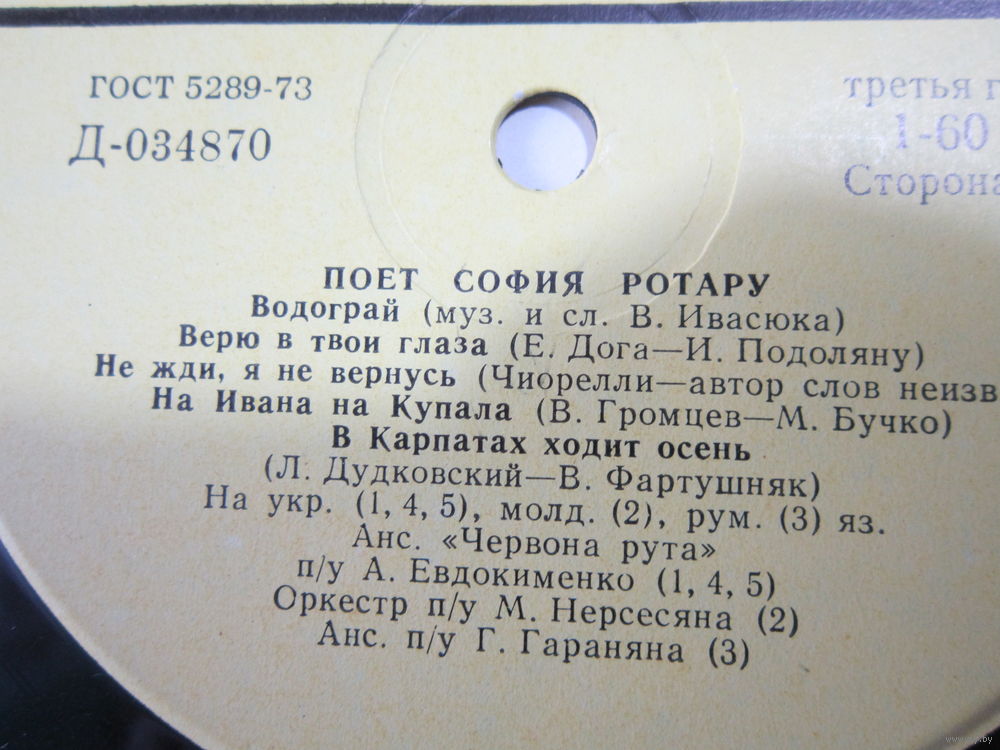 ГОСТ 5289-73
Д-034870
третья
1-60
Сторона
ПОЕТ СОФИЯ РОТАРУ
Водограй (муз. и сл. В. Ивасюка)
Верю в твои глаза (Е. Дога—И. Подоляну)
Не жди, я не вернусь (Чиорелли—автор слов неизв
На Ивана на Купала (В. Громцев—М. Бучко)
В Карпатах ходит осень
(Л. Дудковский—В. Фартушняк)
На укр. (1, 4, 5), молд. (2), рум. (3) яз.
Анс. «Червона рута»
п/у А. Евдокименко (1, 4, 5)
Оркестр п/у М. Нерсесяна (2)
Анс. п/у Г. Гараняна (3)